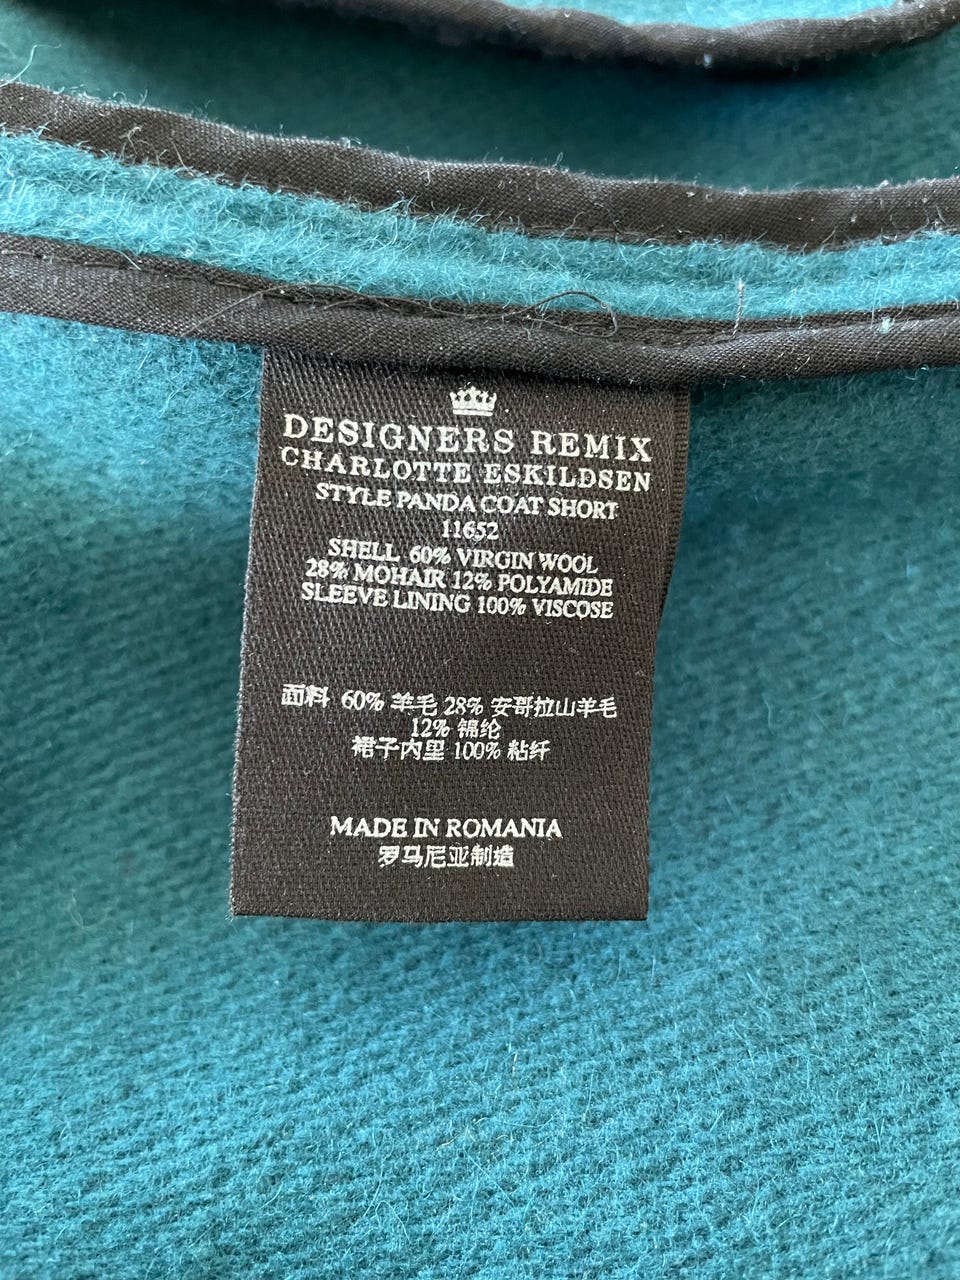 DESIGNERS REMIX
CHARLOTTE ESKILDSEN
STYLE PANDA COAT SHORT
11652
SHELL 60% VIRGIN WOOL
28% MOHAIR 12% POLYAMIDE
SLEEVE LINING 100% VISCOSE
面料 60% 羊毛 28% 安哥拉山羊毛
12% 锦纶
裙子内里 100% 粘纤
MADE IN ROMANIA
罗马尼亚制造